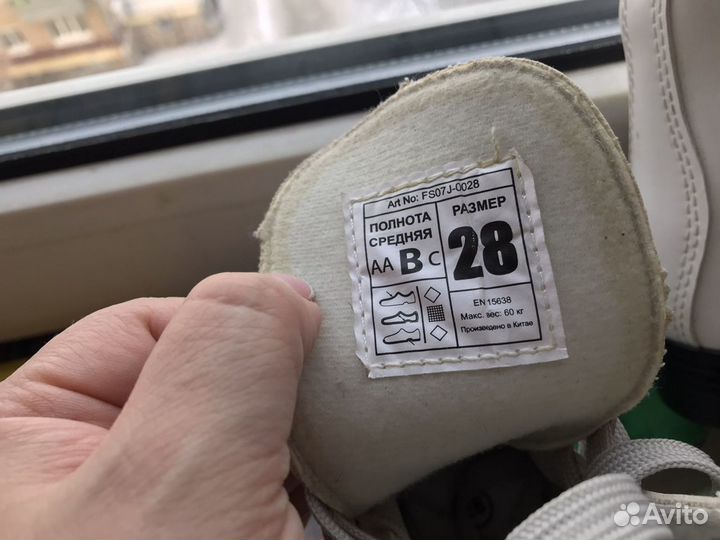 Art No: FS07J-0028
ПОЛНОТА
СРЕДНЯЯ
AA B C
РАЗМЕР
28
EN 15638
Макс. вес: 60 кг
Произведено в Китае
Avito